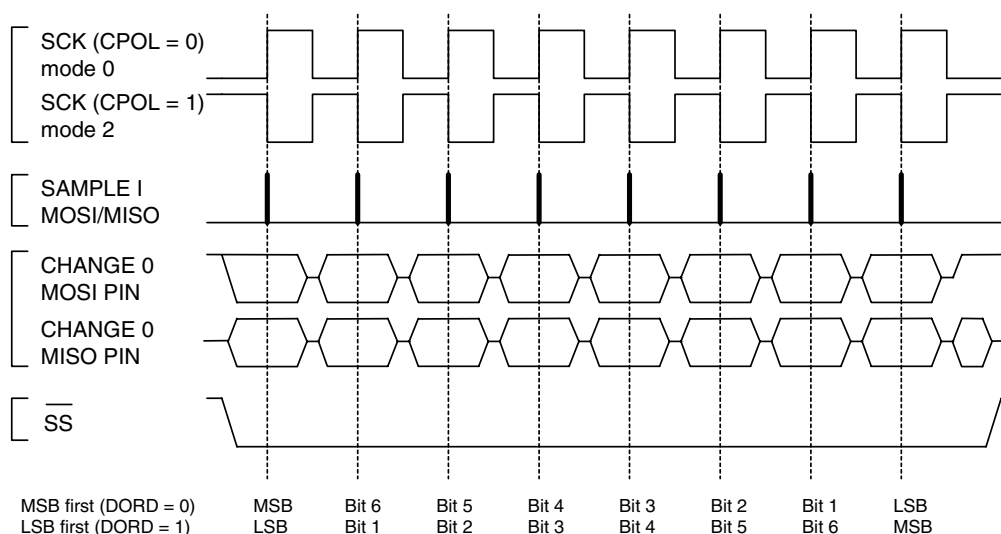 SCK (CPOL = 0)
mode 0
SCK (CPOL = 1)
mode 2
SAMPLE I
MOSI/MISO
CHANGE 0
MOSI PIN
CHANGE 0
MISO PIN
SS
MSB first (DORD = 0) MSB Bit 6 Bit 5 Bit 4 Bit 3 Bit 2 Bit 1 LSB
LSB first (DORD = 1) LSB Bit 1 Bit 2 Bit 3 Bit 4 Bit 5 Bit 6 MSB